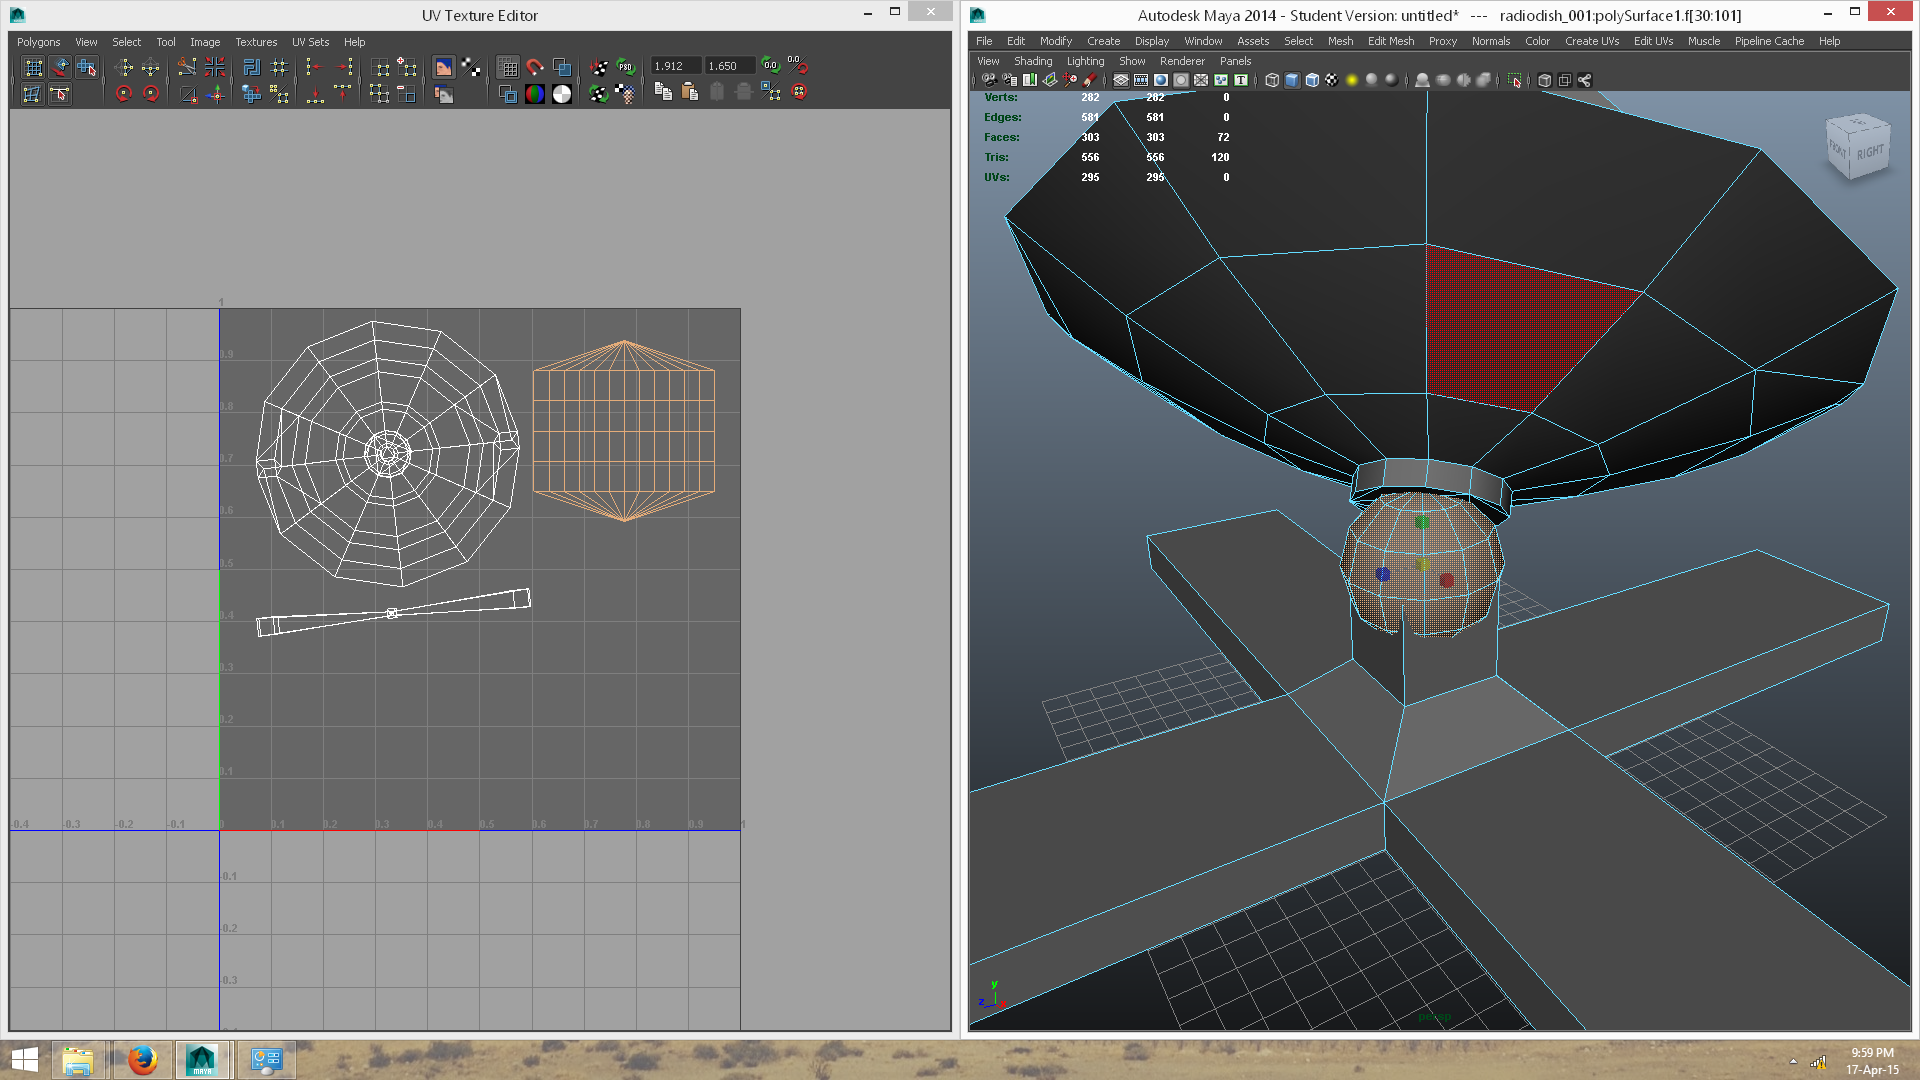 UV Texture Editor
Polygons View Select Tool Image Textures UV Sets Help
1.912 1.650 0.0 0.0
PSD
1
0.9
0.8
0.7
0.6
0.5
0.4
0.3
0.2
0.1
-0.4 -0.3 -0.2 -0.1 0 0.1 0.2 0.3 0.4 0.5 0.6 0.7 0.8 0.9 1
-0.1
-0.2
-0.3
Autodesk Maya 2014 - Student Version: untitled* --- radiodish_001:polySurface1.f[30:101]
File Edit Modify Create Display Window Assets Select Mesh Edit Mesh Proxy Normals Color Create UVs Edit UVs Muscle Pipeline Cache Help
View Shading Lighting Show Renderer Panels
Verts: 282 282 0
Edges: 581 581 0
Faces: 303 303 72
Tris: 556 556 120
UVs: 295 295 0
FRONT RIGHT
y
z
persp
MAYA
9:59 PM
17-Apr-15